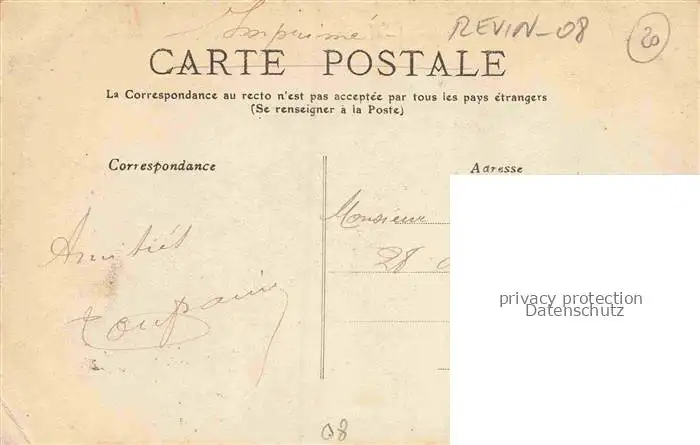 Imprimé
REVIN-08
20
CARTE POSTALE
La Correspondance au recto n'est pas acceptée par tous les pays étrangers
(Se renseigner à la Poste)
Correspondance
Adresse
Monsieur
28
Amitiés
privacy protection
Datenschutz
08